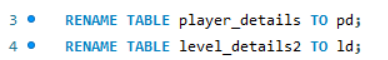 3 • RENAME TABLE player_details TO pd;
4 • RENAME TABLE level_details2 TO ld;